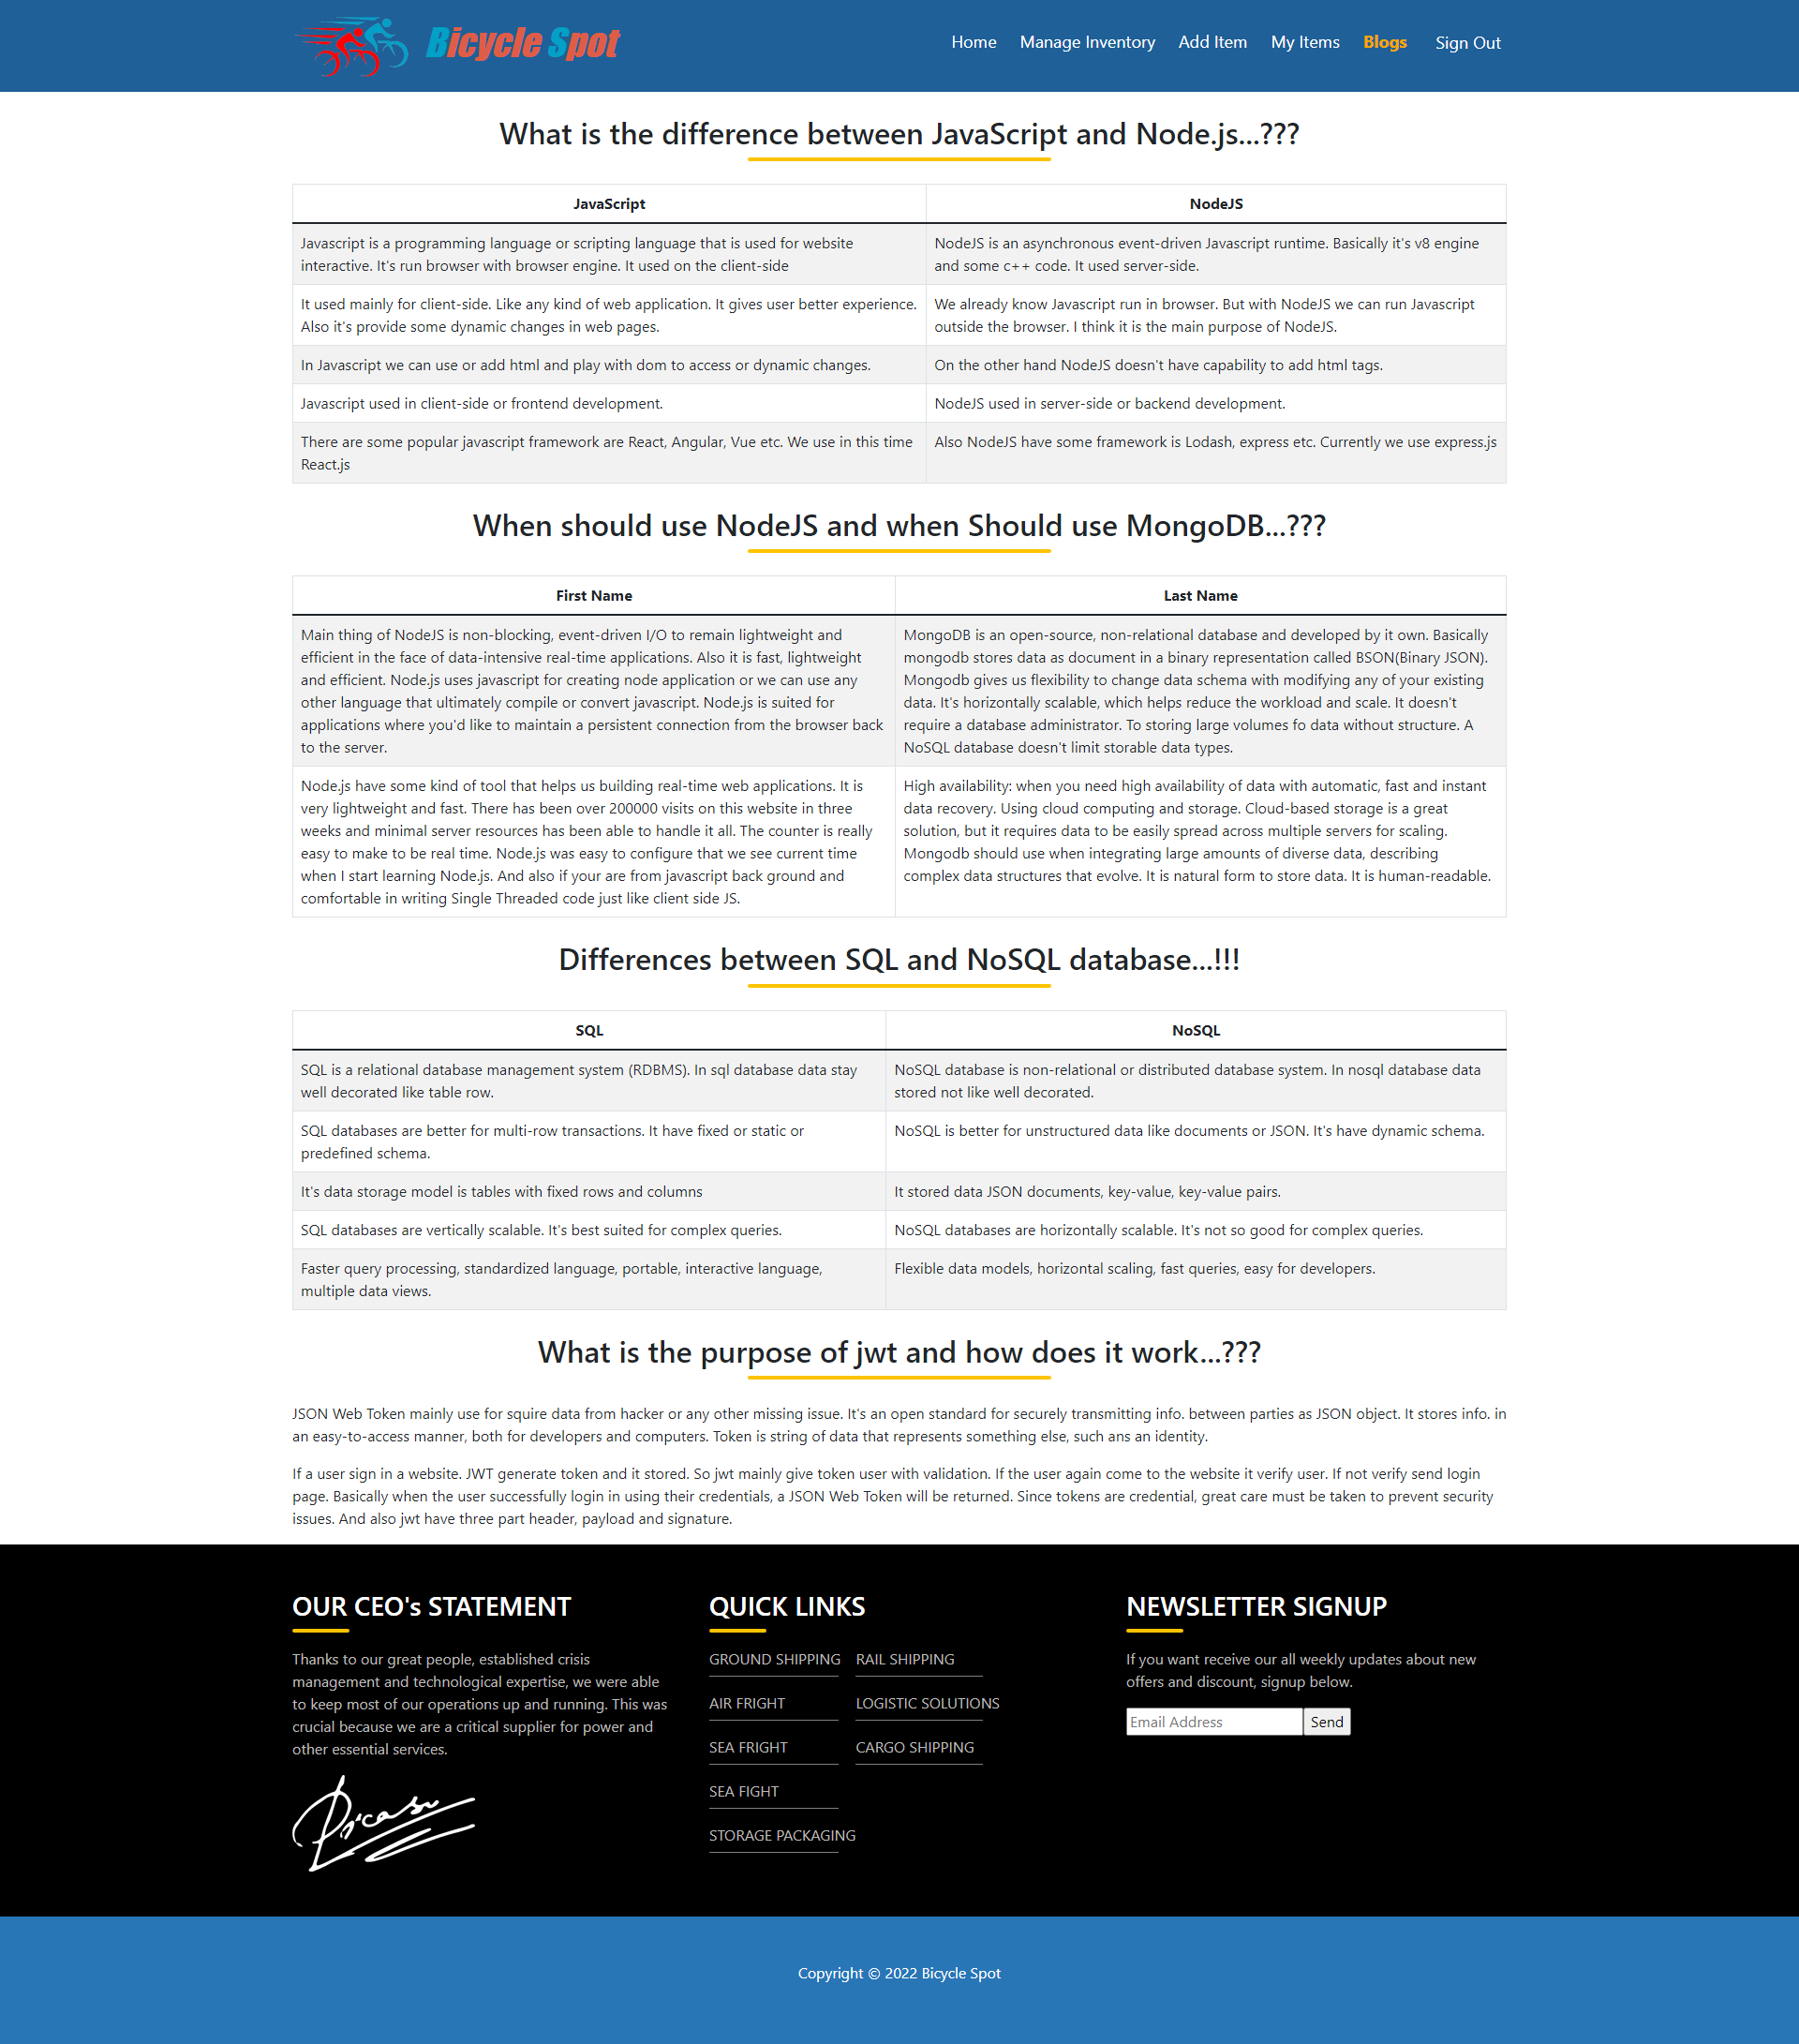 Bicycle Spot
Home Manage Inventory Add Item My Items Blogs Sign Out
What is the difference between JavaScript and Node.js...???
JavaScript
NodeJS
Javascript is a programming language or scripting language that is used for website
interactive. It's run browser with browser engine. It used on the client-side
NodeJS is an asynchronous event-driven Javascript runtime. Basically it's v8 engine
and some c++ code. It used server-side.
It used mainly for client-side. Like any kind of web application. It gives user better experience.
Also it's provide some dynamic changes in web pages.
We already know Javascript run in browser. But with NodeJS we can run Javascript
outside the browser. I think it is the main purpose of NodeJS.
In Javascript we can use or add html and play with dom to access or dynamic changes.
On the other hand NodeJS doesn't have capability to add html tags.
Javascript used in client-side or frontend development.
NodeJS used in server-side or backend development.
There are some popular javascript framework are React, Angular, Vue etc. We use in this time
React.js
Also NodeJS have some framework is Lodash, express etc. Currently we use express.js
When should use NodeJS and when Should use MongoDB...???
First Name
Last Name
Main thing of NodeJS is non-blocking, event-driven I/O to remain lightweight and
efficient in the face of data-intensive real-time applications. Also it is fast, lightweight
and efficient. Node.js uses javascript for creating node application or we can use any
other language that ultimately compile or convert javascript. Node.js is suited for
applications where you'd like to maintain a persistent connection from the browser back
to the server.
MongoDB is an open-source, non-relational database and developed by it own. Basically
mongodb stores data as document in a binary representation called BSON(Binary JSON).
Mongodb gives us flexibility to change data schema with modifying any of your existing
data. It's horizontally scalable, which helps reduce the workload and scale. It doesn't
require a database administrator. To storing large volumes fo data without structure. A
NoSQL database doesn't limit storable data types.
Node.js have some kind of tool that helps us building real-time web applications. It is
very lightweight and fast. There has been over 200000 visits on this website in three
weeks and minimal server resources has been able to handle it all. The counter is really
easy to make to be real time. Node.js was easy to configure that we see current time
when I start learning Node.js. And also if your are from javascript back ground and
comfortable in writing Single Threaded code just like client side JS.
High availability: when you need high availability of data with automatic, fast and instant
data recovery. Using cloud computing and storage. Cloud-based storage is a great
solution, but it requires data to be easily spread across multiple servers for scaling.
Mongodb should use when integrating large amounts of diverse data, describing
complex data structures that evolve. It is natural form to store data. It is human-readable.
Differences between SQL and NoSQL database...!!!
SQL
NoSQL
SQL is a relational database management system (RDBMS). In sql database data stay
well decorated like table row.
NoSQL database is non-relational or distributed database system. In nosql database data
stored not like well decorated.
SQL databases are better for multi-row transactions. It have fixed or static or
predefined schema.
NoSQL is better for unstructured data like documents or JSON. It's have dynamic schema.
It's data storage model is tables with fixed rows and columns
It stored data JSON documents, key-value, key-value pairs.
SQL databases are vertically scalable. It's best suited for complex queries.
NoSQL databases are horizontally scalable. It's not so good for complex queries.
Faster query processing, standardized language, portable, interactive language,
multiple data views.
Flexible data models, horizontal scaling, fast queries, easy for developers.
What is the purpose of jwt and how does it work...???
JSON Web Token mainly use for squire data from hacker or any other missing issue. It's an open standard for securely transmitting info. between parties as JSON object. It stores info. in
an easy-to-access manner, both for developers and computers. Token is string of data that represents something else, such ans an identity.
If a user sign in a website. JWT generate token and it stored. So jwt mainly give token user with validation. If the user again come to the website it verify user. If not verify send login
page. Basically when the user successfully login in using their credentials, a JSON Web Token will be returned. Since tokens are credential, great care must be taken to prevent security
issues. And also jwt have three part header, payload and signature.
OUR CEO's STATEMENT
Thanks to our great people, established crisis
management and technological expertise, we were able
to keep most of our operations up and running. This was
crucial because we are a critical supplier for power and
other essential services.
Picasso
QUICK LINKS
GROUND SHIPPING
AIR FRIGHT
SEA FRIGHT
SEA FIGHT
STORAGE PACKAGING
RAIL SHIPPING
LOGISTIC SOLUTIONS
CARGO SHIPPING
NEWSLETTER SIGNUP
If you want receive our all weekly updates about new
offers and discount, signup below.
Email Address
Send
Copyright © 2022 Bicycle Spot